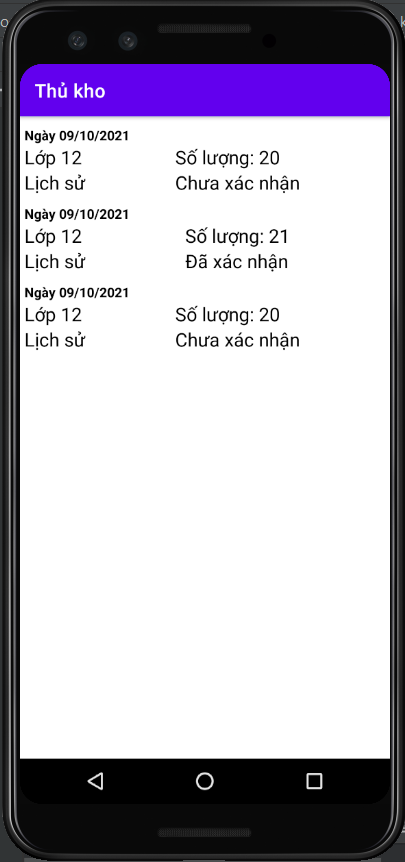 Thủ kho
Ngày 09/10/2021
Lớp 12 Số lượng: 20
Lịch sử Chưa xác nhận
Ngày 09/10/2021
Lớp 12 Số lượng: 21
Lịch sử Đã xác nhận
Ngày 09/10/2021
Lớp 12 Số lượng: 20
Lịch sử Chưa xác nhận